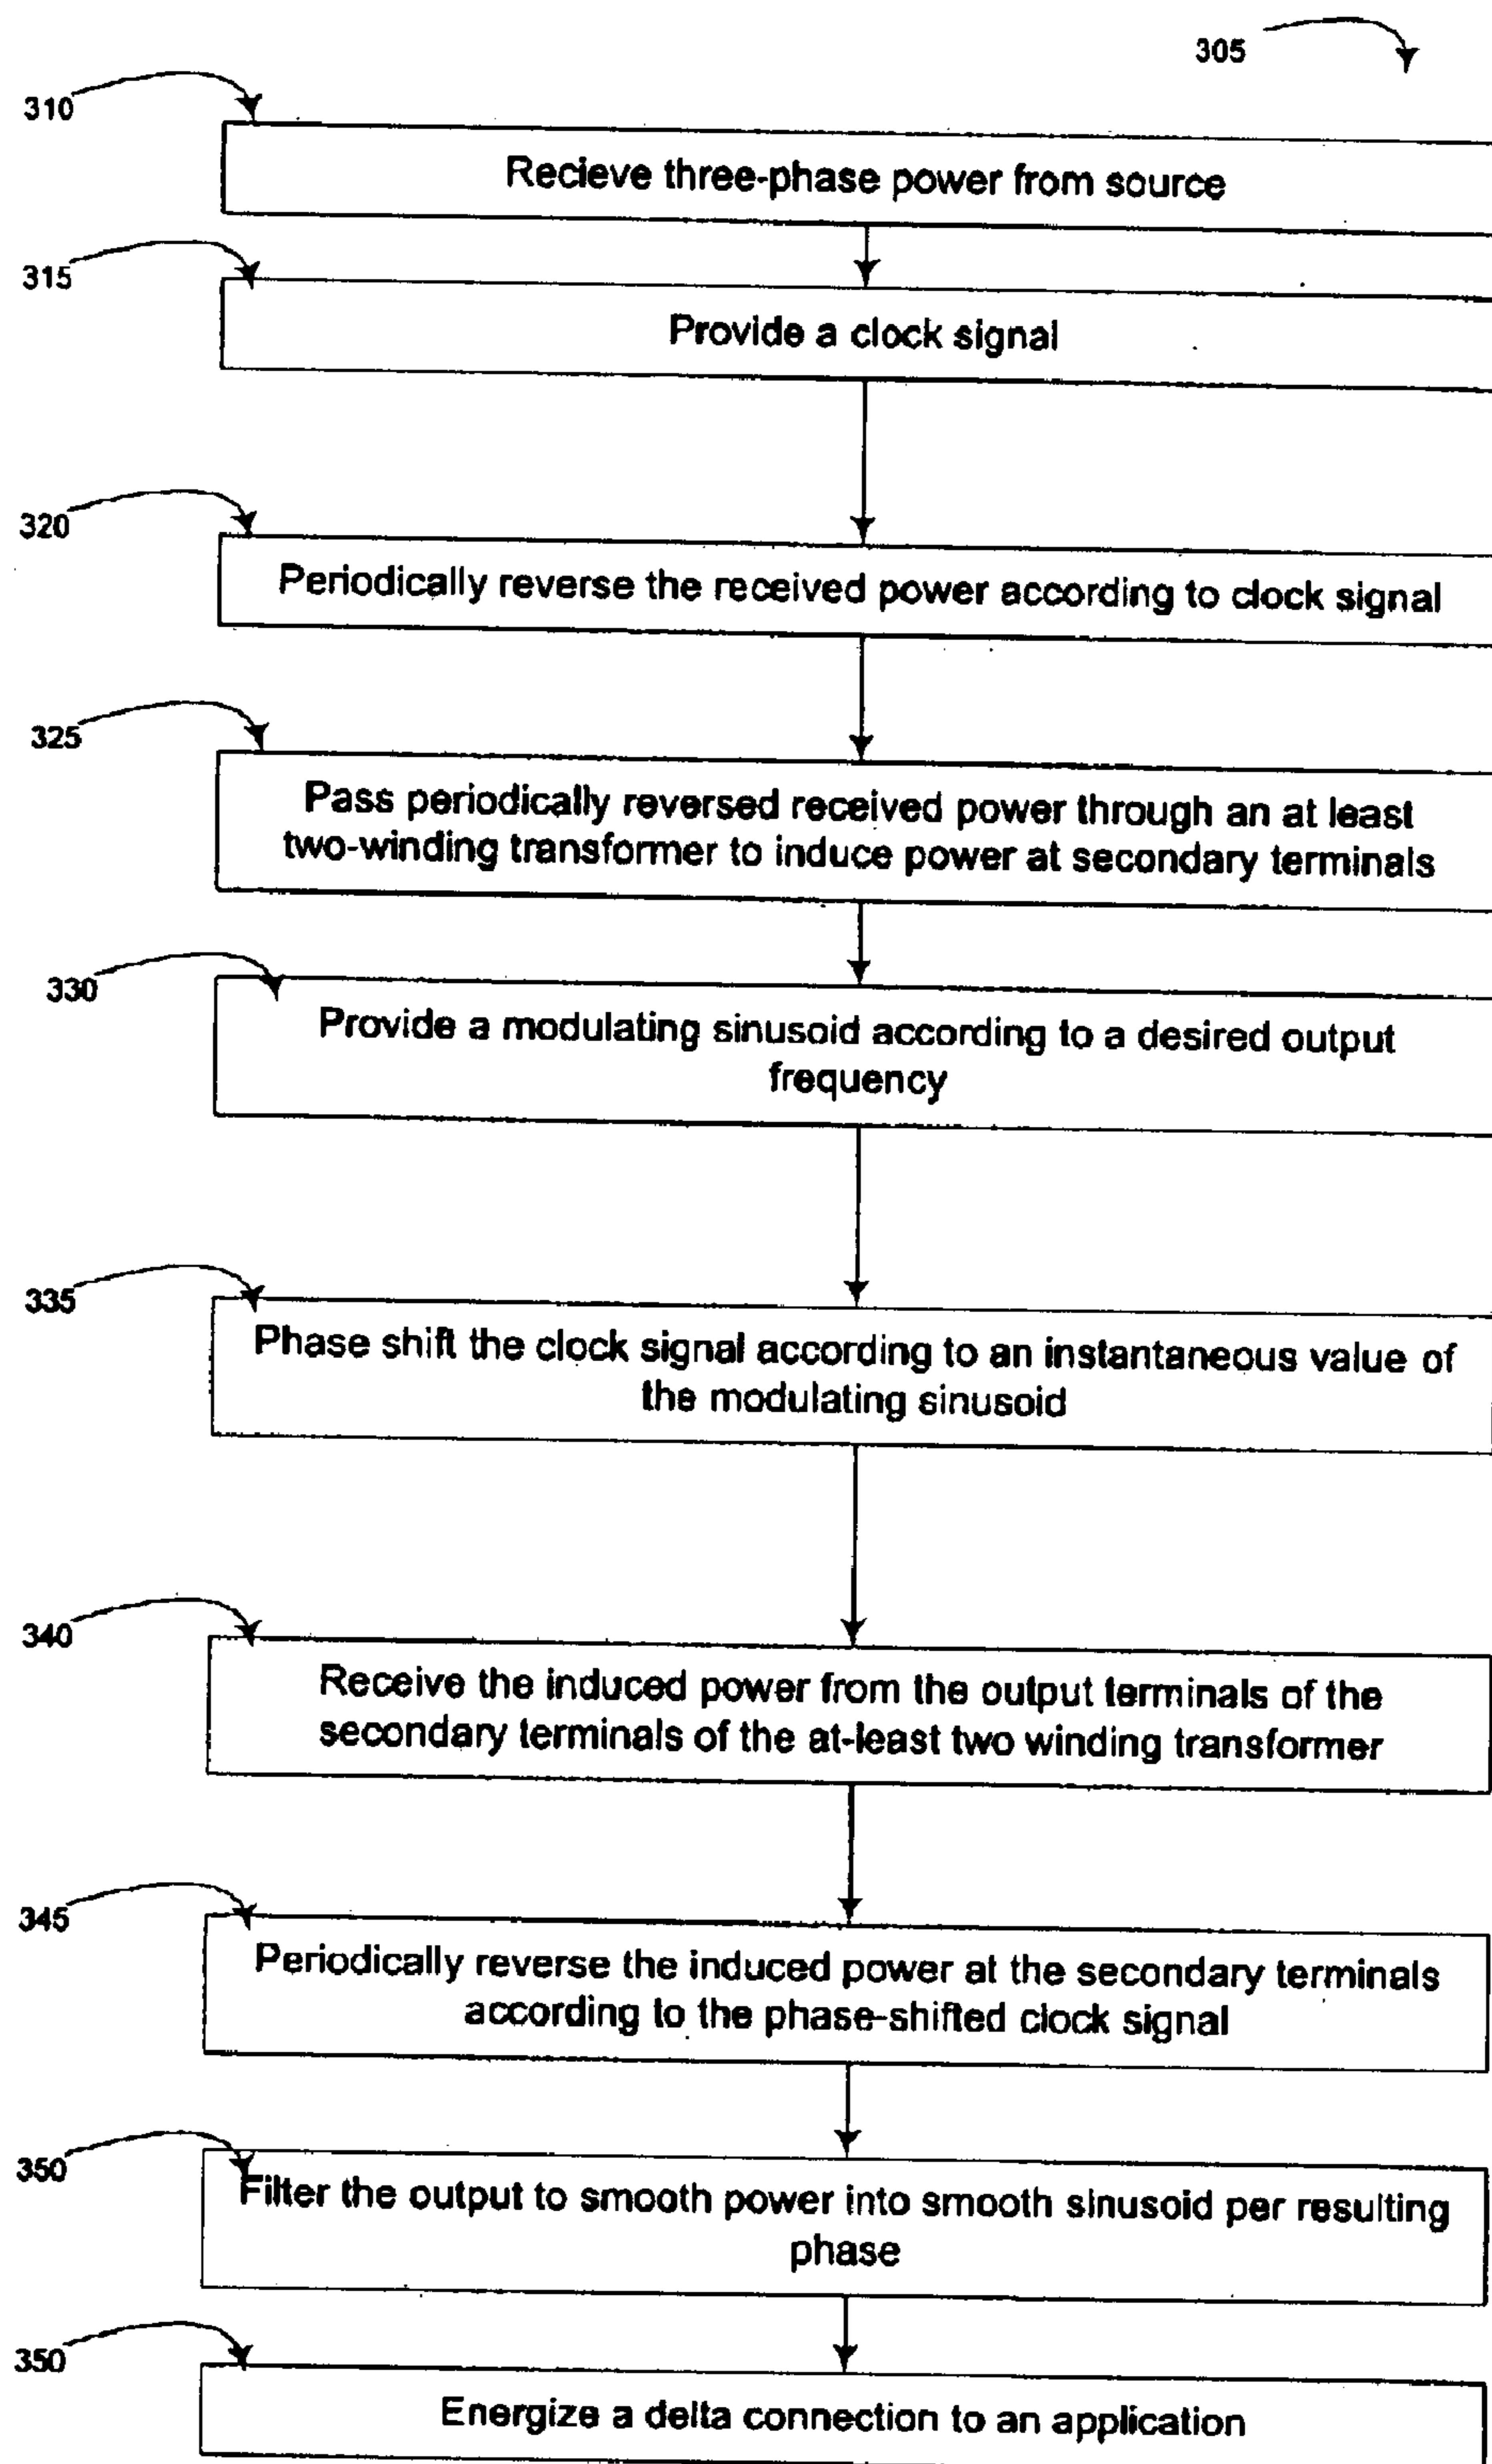 305
310
Recieve three-phase power from source
315
Provide a clock signal
320
Periodically reverse the received power according to clock signal
325
Pass periodically reversed received power through an at least
two-winding transformer to induce power at secondary terminals
330
Provide a modulating sinusoid according to a desired output
frequency
335
Phase shift the clock signal according to an instantaneous value of
the modulating sinusoid
340
Receive the induced power from the output terminals of the
secondary terminals of the at-least two winding transformer
345
Periodically reverse the induced power at the secondary terminals
according to the phase-shifted clock signal
350
Filter the output to smooth power into smooth sinusoid per resulting
phase
350
Energize a delta connection to an application